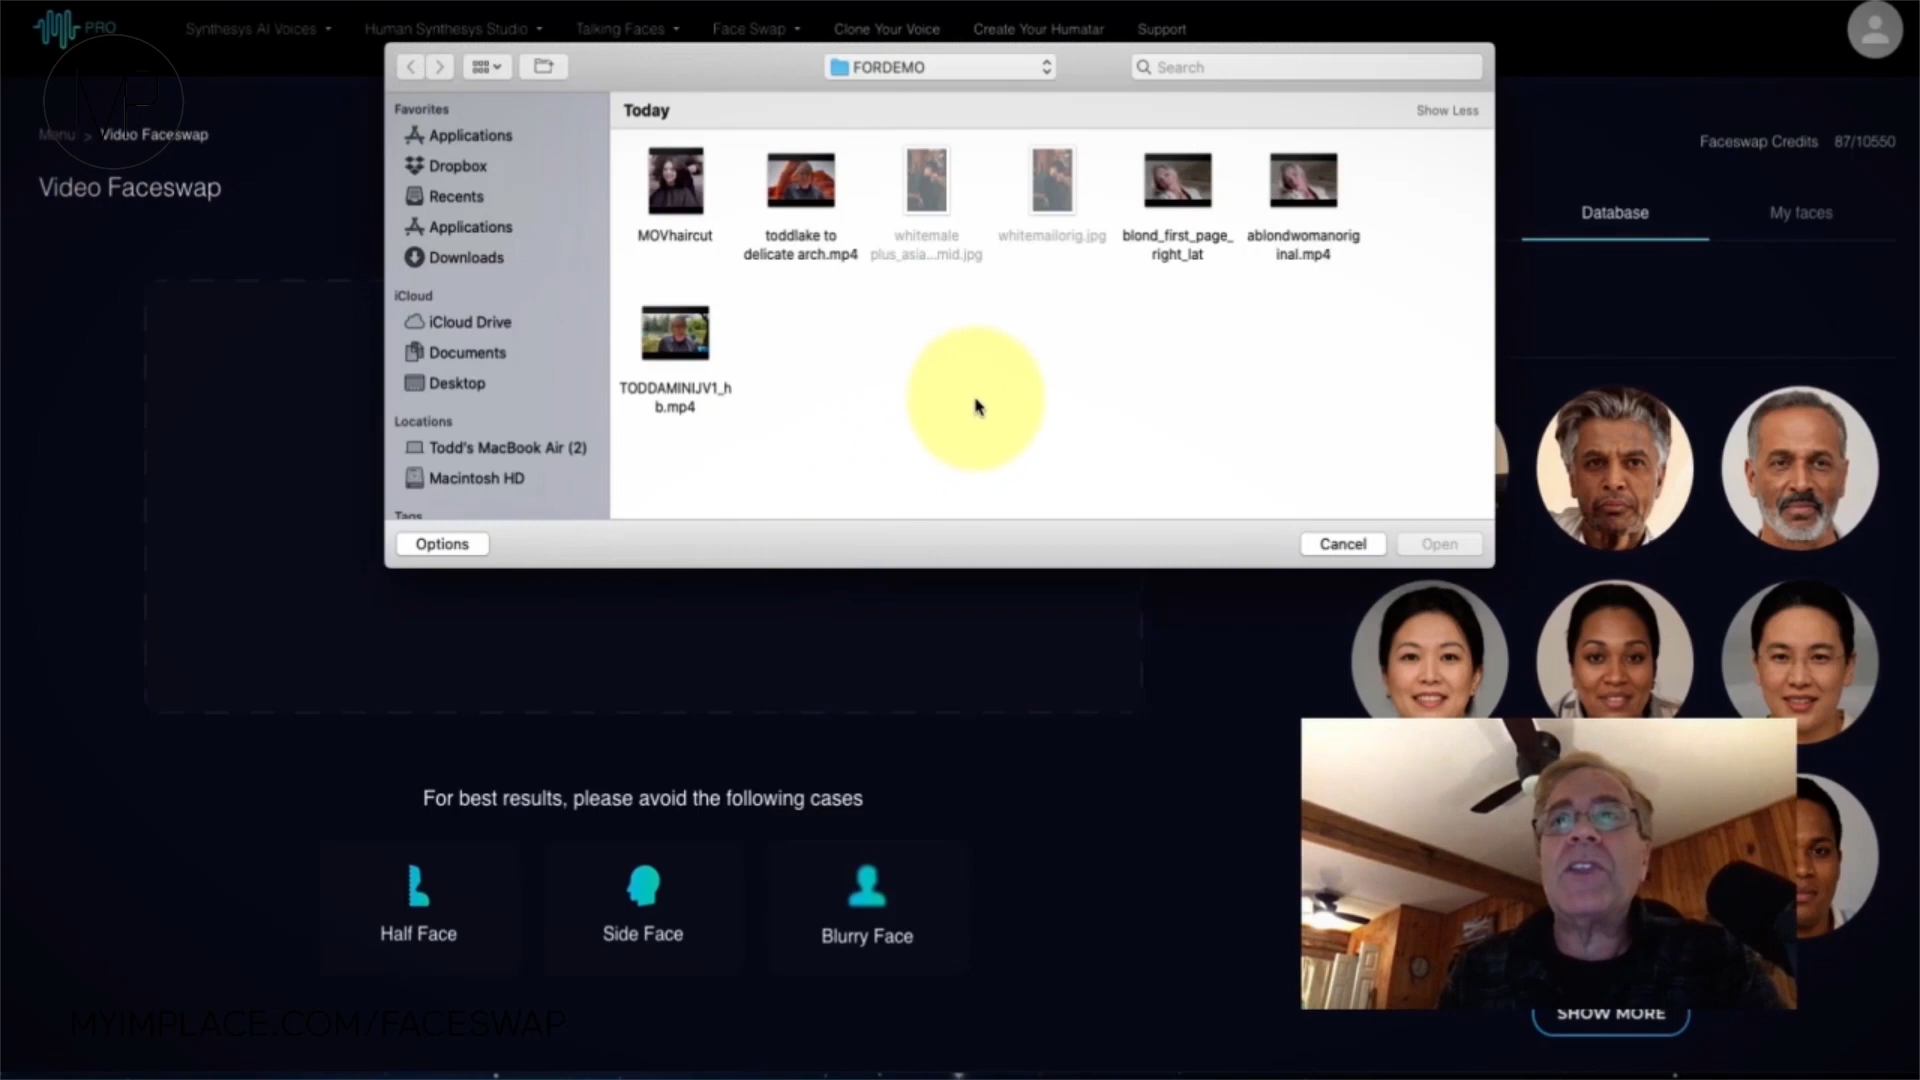 PRO
Synthesys AI Voices
Human Synthesys Studio
Talking Faces
Face Swap
Clone Your Voice
Create Your Humatar
Support
MP
Menu > Video Faceswap
Video Faceswap
Faceswap Credits 87/10550
Database
My faces
FORDEMO
Search
Favorites
Applications
Dropbox
Recents
Applications
Downloads
iCloud
iCloud Drive
Documents
Desktop
Locations
Todd's MacBook Air (2)
Macintosh HD
Tags
Today
Show Less
MOVhaircut
toddlake to
delicate arch.mp4
whitemale
plus_asia...mid.jpg
whitemailorig.jpg
blond_first_page_
right_lat
ablondwomanorig
inal.mp4
TODDAMINIJV1_h
b.mp4
Options
Cancel
Open
For best results, please avoid the following cases
Half Face
Side Face
Blurry Face
SHOW MORE
MYIMPLACE.COM/FACESWAP